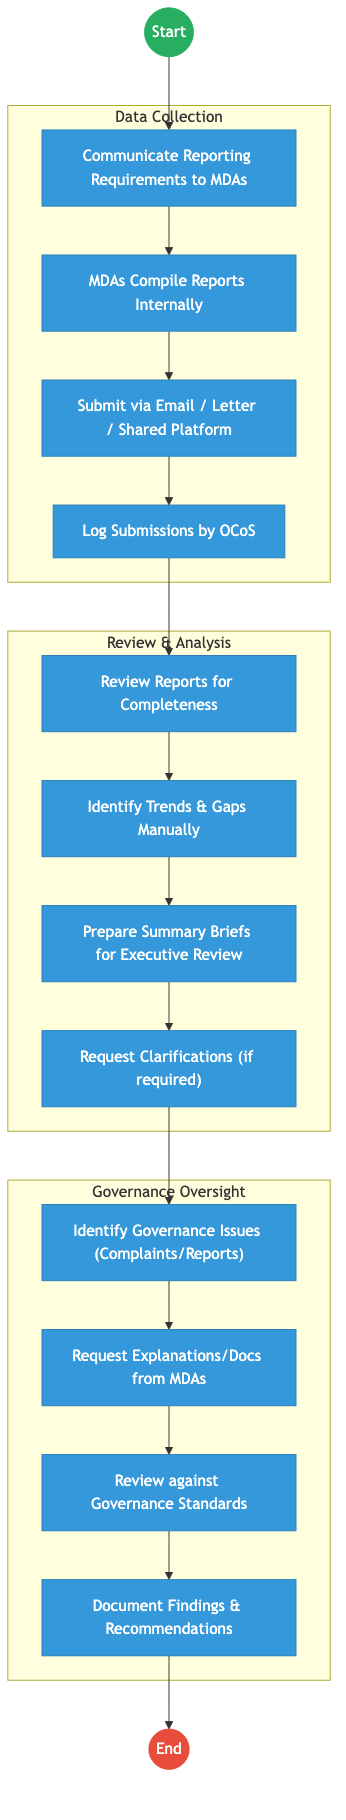 Start
Data Collection
Communicate Reporting
Requirements to MDAs
MDAs Compile Reports
Internally
Submit via Email / Letter
/ Shared Platform
Log Submissions by OCoS
Review & Analysis
Review Reports for
Completeness
Identify Trends & Gaps
Manually
Prepare Summary Briefs
for Executive Review
Request Clarifications (if
required)
Governance Oversight
Identify Governance Issues
(Complaints/Reports)
Request Explanations/Docs
from MDAs
Review against
Governance Standards
Document Findings &
Recommendations
End